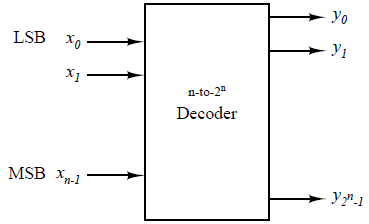 y₀
LSB x₀
y₁
x₁
n-to-2ⁿ
Decoder
MSB xₙ₋₁
y₂ⁿ₋₁